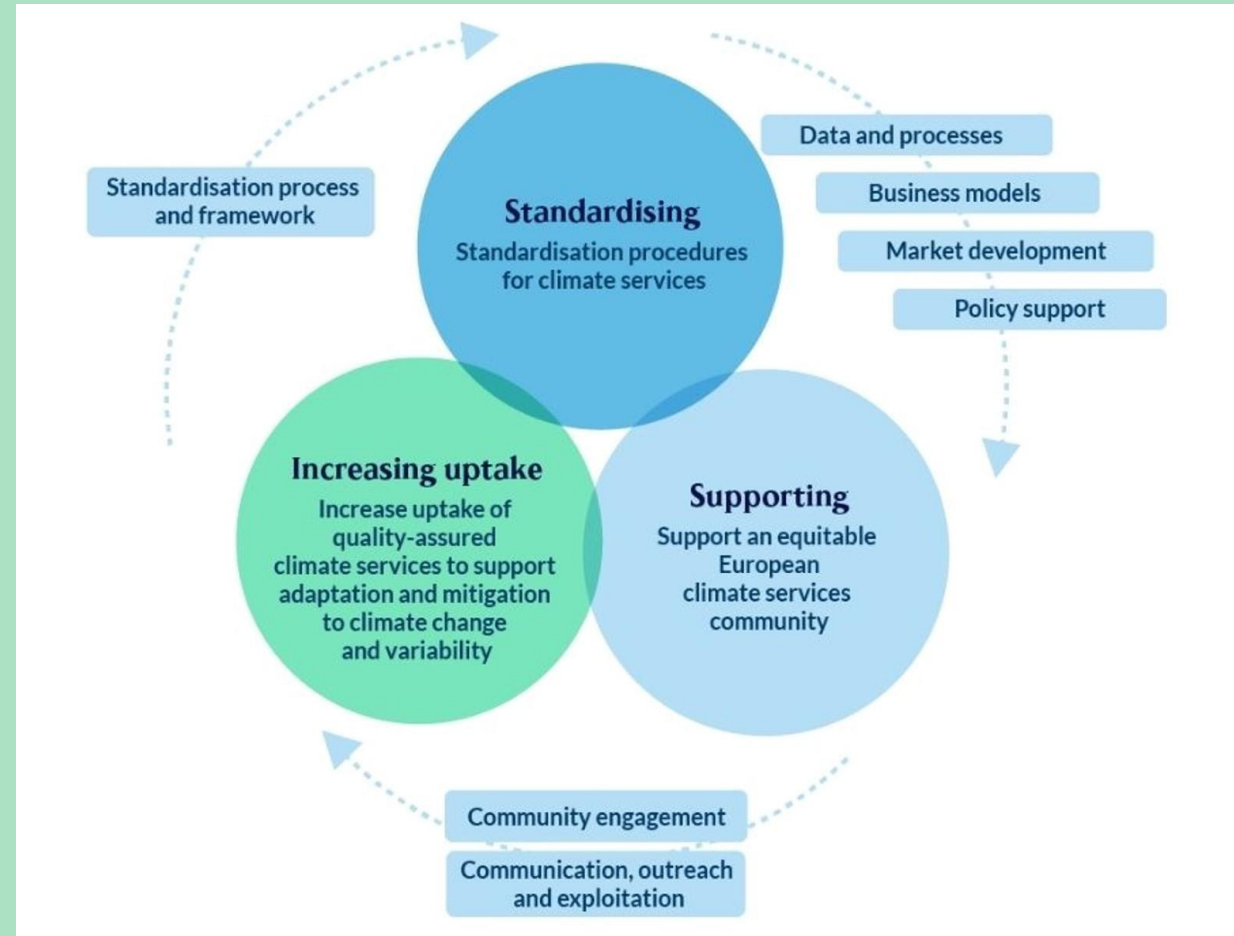 Standardisation process
and framework
Standardising
Standardisation procedures
for climate services
Data and processes
Business models
Market development
Policy support
Increasing uptake
Increase uptake of
quality-assured
climate services to support
adaptation and mitigation
to climate change
and variability
Supporting
Support an equitable
European
climate services
community
Community engagement
Communication, outreach
and exploitation